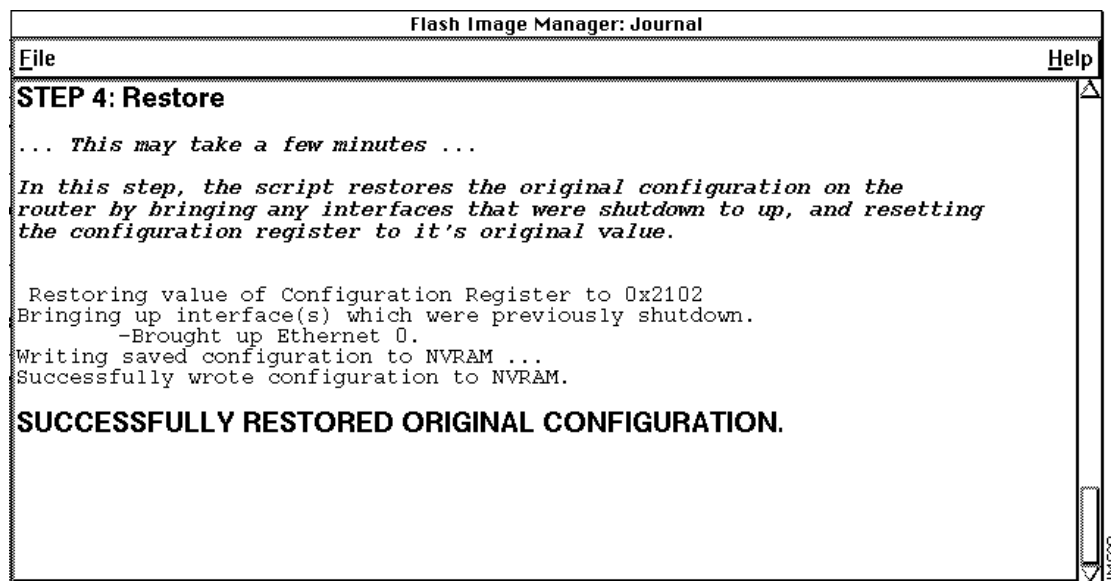 Flash Image Manager: Journal
File Help
STEP 4: Restore
... This may take a few minutes ...
In this step, the script restores the original configuration on the
router by bringing any interfaces that were shutdown to up, and resetting
the configuration register to it's original value.
Restoring value of Configuration Register to 0x2102
Bringing up interface(s) which were previously shutdown.
-Brought up Ethernet 0.
Writing saved configuration to NVRAM ...
Successfully wrote configuration to NVRAM.
SUCCESSFULLY RESTORED ORIGINAL CONFIGURATION.